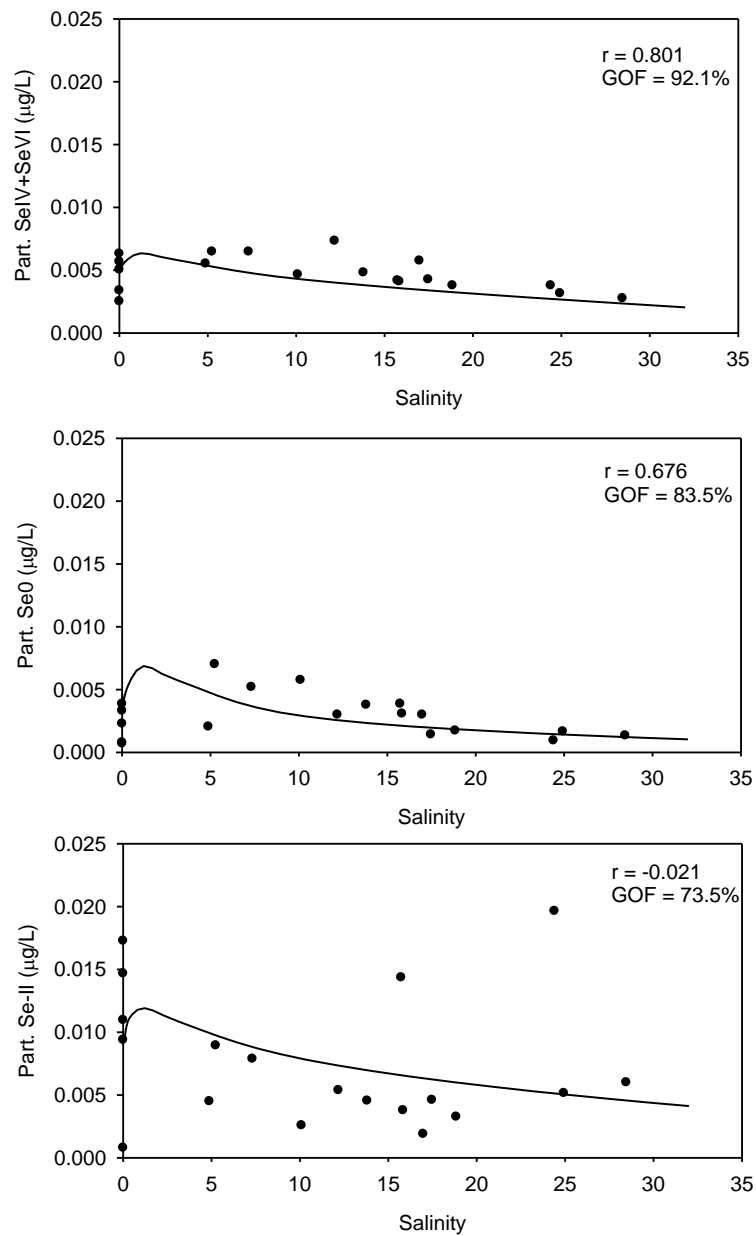 0.025
r = 0.801
GOF = 92.1%
0.020
0.015
0.010
0.005
0.000
Part. SeIV+SeVI (μg/L)
0 5 10 15 20 25 30 35
Salinity
0.025
r = 0.676
GOF = 83.5%
0.020
0.015
0.010
0.005
0.000
Part. Se0 (μg/L)
0 5 10 15 20 25 30 35
Salinity
0.025
r = -0.021
GOF = 73.5%
0.020
0.015
0.010
0.005
0.000
Part. Se-II (μg/L)
0 5 10 15 20 25 30 35
Salinity